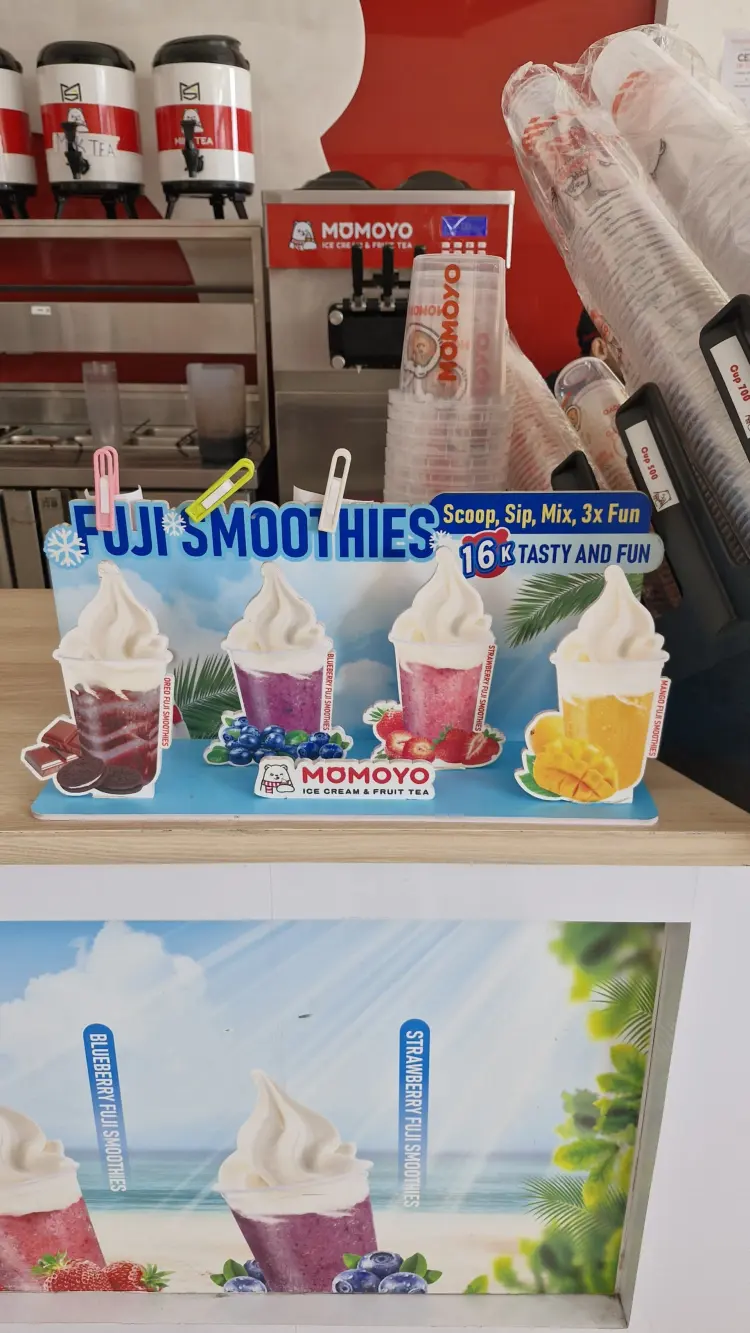 MILK TEA
MILK TEA
MOMOYO
ICE CREAM & FRUIT TEA
MOMOYO
Cup 700
Cup 500
FUJI SMOOTHIES
Scoop, Sip, Mix, 3x Fun
16K TASTY AND FUN
OREO FUJI SMOOTHIES
BLUEBERRY FUJI SMOOTHIES
STRAWBERRY FUJI SMOOTHIES
MANGO FUJI SMOOTHIES
MOMOYO
ICE CREAM & FRUIT TEA
BLUEBERRY FUJI SMOOTHIES
STRAWBERRY FUJI SMOOTHIES